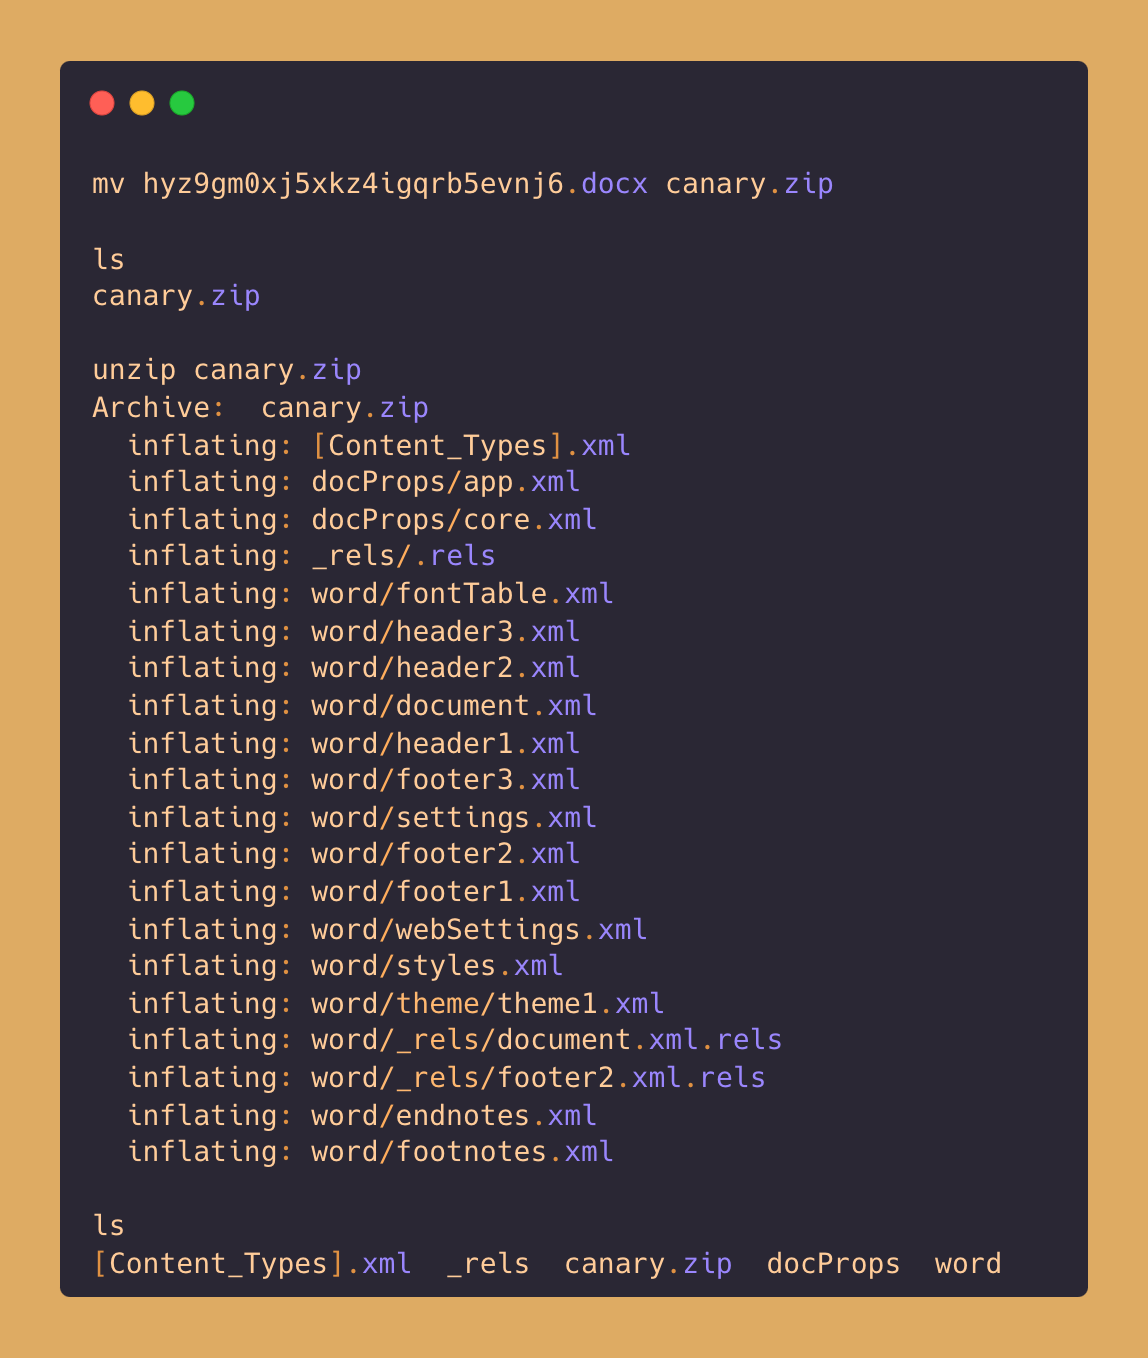 mv hyz9gm0xj5xkz4igqrb5evnj6.docx canary.zip
ls
canary.zip
unzip canary.zip
Archive:  canary.zip
  inflating: [Content_Types].xml
  inflating: docProps/app.xml
  inflating: docProps/core.xml
  inflating: _rels/.rels
  inflating: word/fontTable.xml
  inflating: word/header3.xml
  inflating: word/header2.xml
  inflating: word/document.xml
  inflating: word/header1.xml
  inflating: word/footer3.xml
  inflating: word/settings.xml
  inflating: word/footer2.xml
  inflating: word/footer1.xml
  inflating: word/webSettings.xml
  inflating: word/styles.xml
  inflating: word/theme/theme1.xml
  inflating: word/_rels/document.xml.rels
  inflating: word/_rels/footer2.xml.rels
  inflating: word/endnotes.xml
  inflating: word/footnotes.xml
ls
[Content_Types].xml  _rels  canary.zip  docProps  word